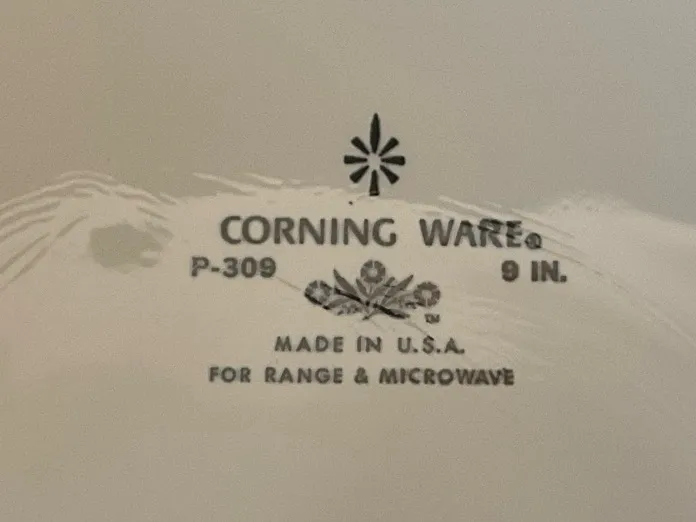 CORNING WARE®
P-309 9 IN.
TM
MADE IN U.S.A.
FOR RANGE & MICROWAVE